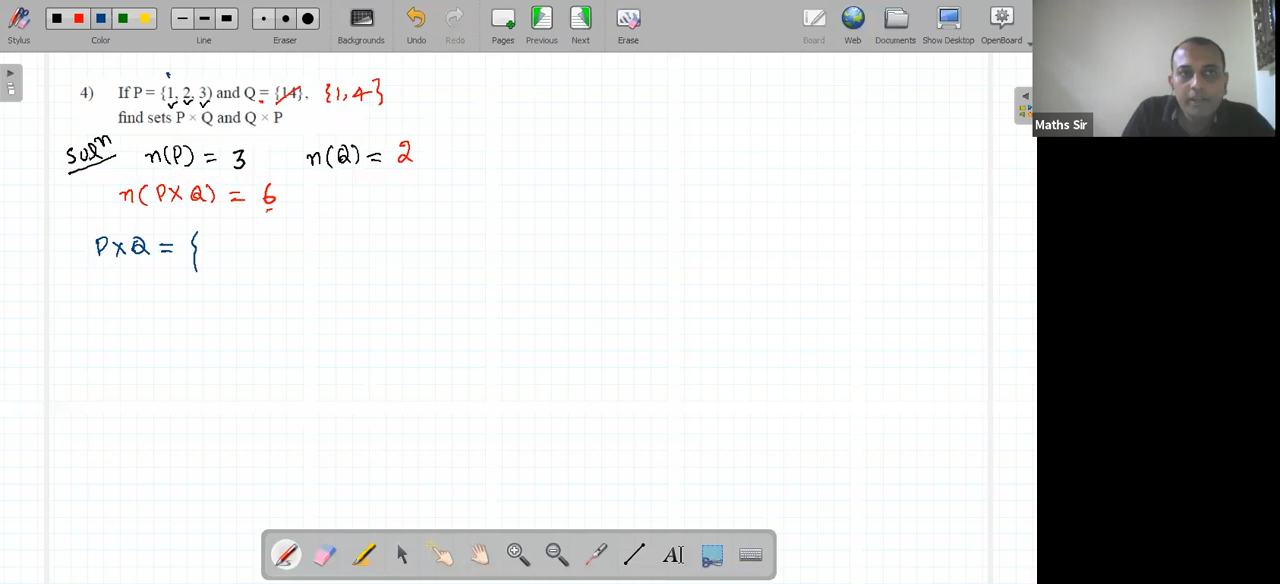 Stylus Color Line Eraser Backgrounds Undo Redo Pages Previous Next Erase Board Web Documents Show Desktop OpenBoard
Maths Sir
4) If P = {1, 2, 3) and Q = {14}, {1, 4}
find sets P × Q and Q × P
Soln n(P) = 3 n(Q) = 2
n(P×Q) = 6
P×Q = {